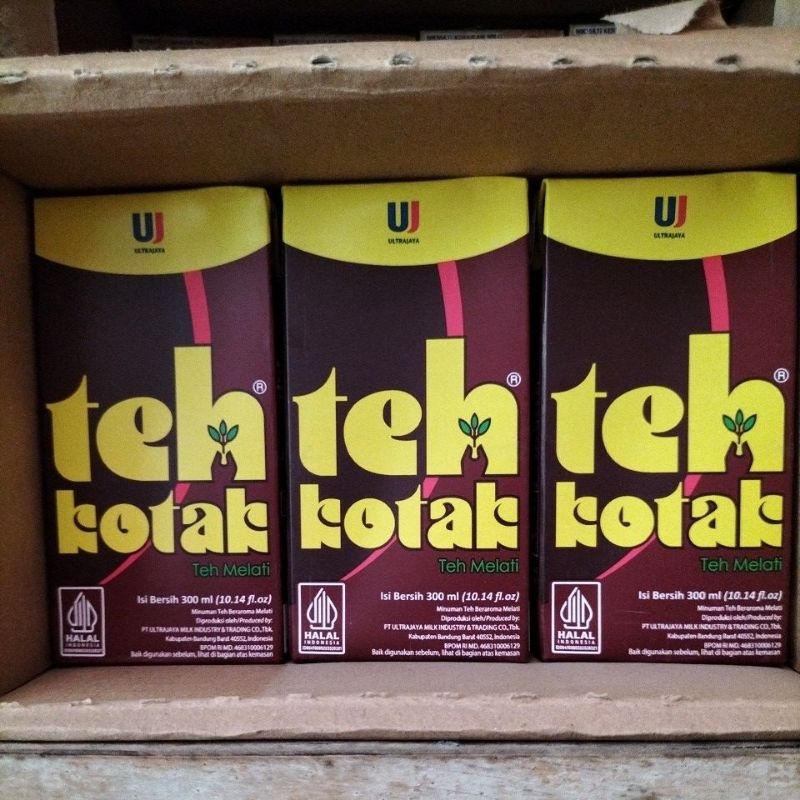 UJ
ULTRAJAYA
teh®
kotak
Teh Melati
Isi Bersih 300 ml (10.14 fl.oz)
Minuman Teh Beraroma Melati
Diproduksi oleh/Produced by:
PT ULTRAJAYA MILK INDUSTRY & TRADING CO., Tbk.
Kabupaten Bandung Barat 40552, Indonesia
BPOM RI MD. 468310006129
Baik digunakan sebelum, lihat di bagian atas kemasan
HALAL
INDONESIA
UJ
ULTRAJAYA
teh®
kotak
Teh Melati
Isi Bersih 300 ml (10.14 fl.oz)
Minuman Teh Beraroma Melati
Diproduksi oleh/Produced by:
PT ULTRAJAYA MILK INDUSTRY & TRADING CO., Tbk.
Kabupaten Bandung Barat 40552, Indonesia
BPOM RI MD. 468310006129
Baik digunakan sebelum, lihat di bagian atas kemasan
HALAL
INDONESIA
UJ
ULTRAJAYA
teh®
kotak
Teh Melati
Isi Bersih 300 ml (10.14 fl.oz)
Minuman Teh Beraroma Melati
Diproduksi oleh/Produced by:
PT ULTRAJAYA MILK INDUSTRY & TRADING CO., Tbk.
Kabupaten Bandung Barat 40552, Indonesia
BPOM RI MD. 468310006129
Baik digunakan sebelum, lihat di bagian atas kemasan
HALAL
INDONESIA